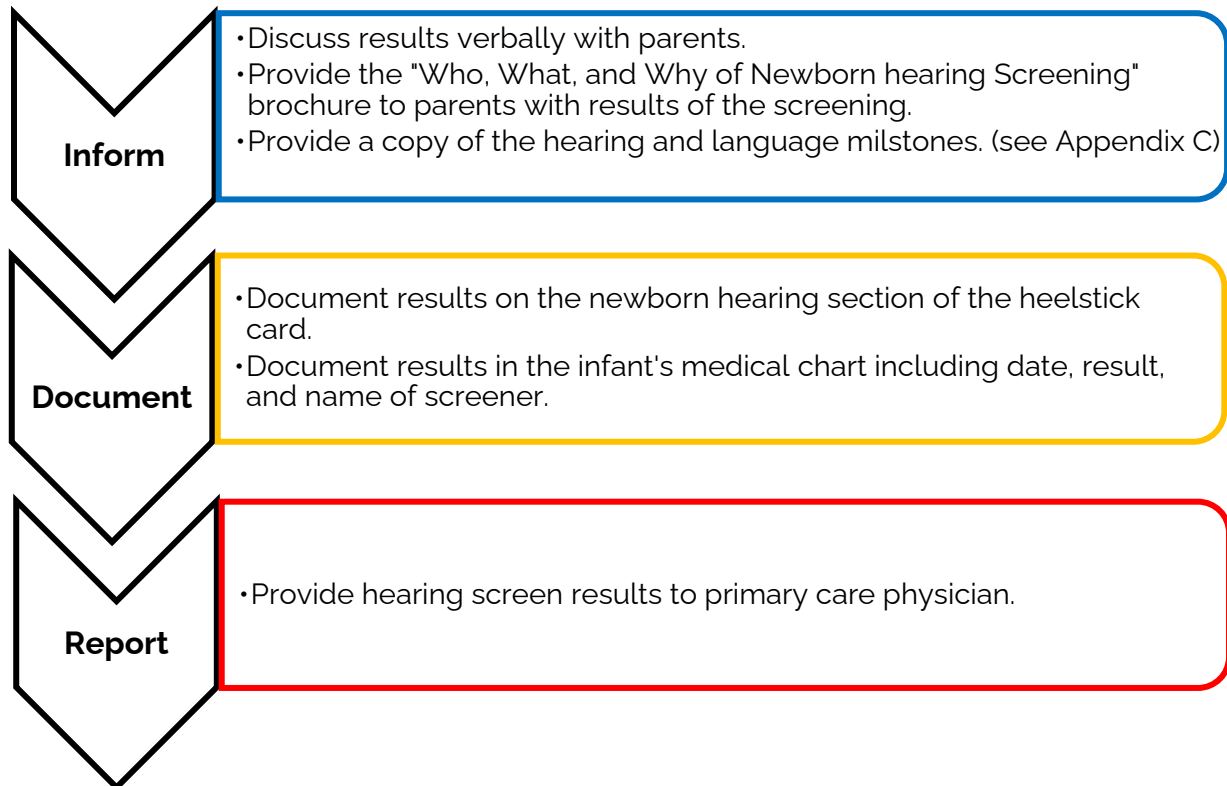 Inform
•Discuss results verbally with parents.
•Provide the "Who, What, and Why of Newborn hearing Screening"
brochure to parents with results of the screening.
•Provide a copy of the hearing and language milstones. (see Appendix C)
Document
•Document results on the newborn hearing section of the heelstick
card.
•Document results in the infant's medical chart including date, result,
and name of screener.
Report
•Provide hearing screen results to primary care physician.